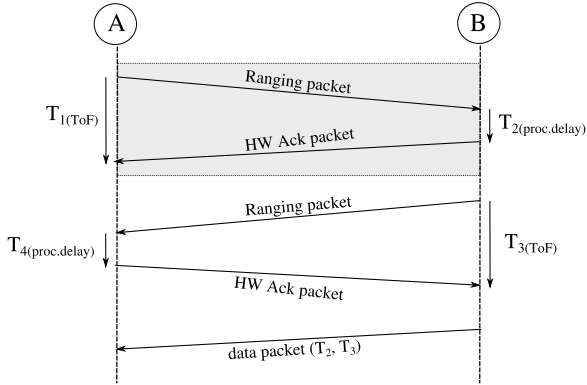 A
B
Ranging packet
T1(ToF)
T2(proc.delay)
HW Ack packet
Ranging packet
T4(proc.delay)
T3(ToF)
HW Ack packet
data packet (T2, T3)